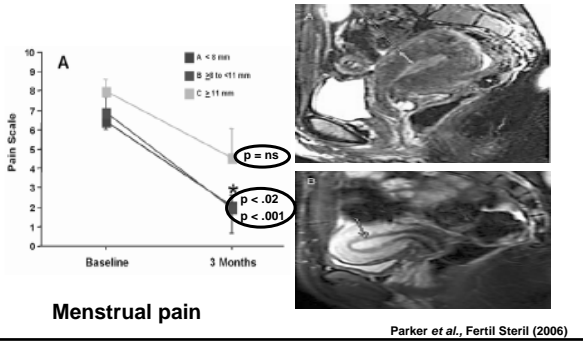 A
A < 8 mm
B ≥8 to <11 mm
C ≥ 11 mm
Pain Scale
10
9
8
7
6
5
4
3
2
1
0
p = ns
*
p < .02
p < .001
Baseline
3 Months
Menstrual pain
A
B
Parker et al., Fertil Steril (2006)